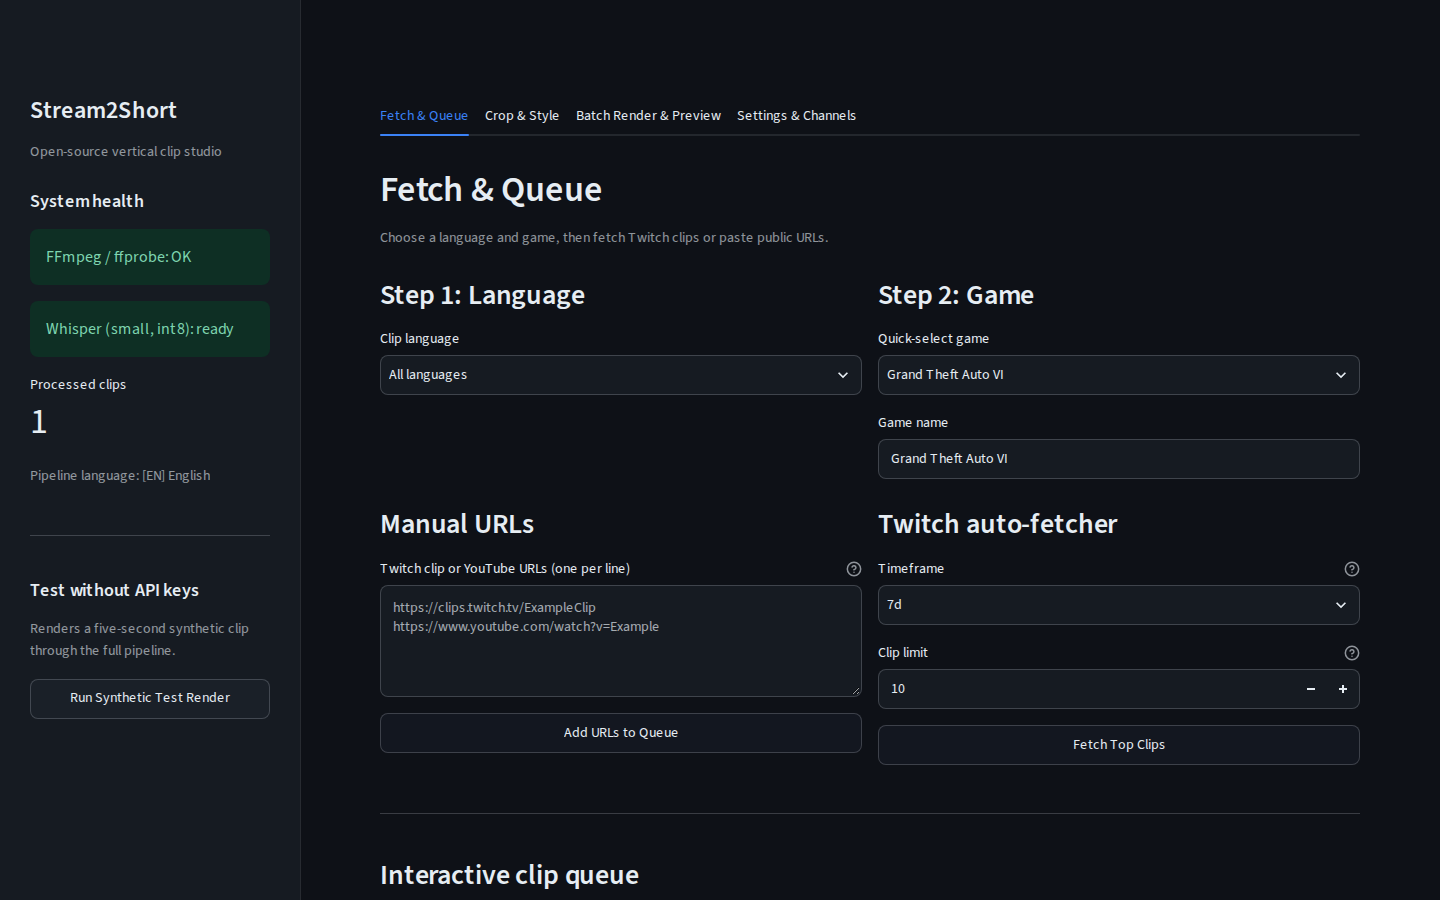 Stream2Short
Open-source vertical clip studio
System health
FFmpeg / ffprobe: OK
Whisper (small, int8): ready
Processed clips
1
Pipeline language: [EN] English
Test without API keys
Renders a five-second synthetic clip
through the full pipeline.
Run Synthetic Test Render
Fetch & Queue
Crop & Style
Batch Render & Preview
Settings & Channels
Fetch & Queue
Choose a language and game, then fetch Twitch clips or paste public URLs.
Step 1: Language
Clip language
All languages
Step 2: Game
Quick-select game
Grand Theft Auto VI
Game name
Grand Theft Auto VI
Manual URLs
Twitch clip or YouTube URLs (one per line)
https://clips.twitch.tv/ExampleClip
https://www.youtube.com/watch?v=Example
Add URLs to Queue
Twitch auto-fetcher
Timeframe
7d
Clip limit
10
Fetch Top Clips
Interactive clip queue